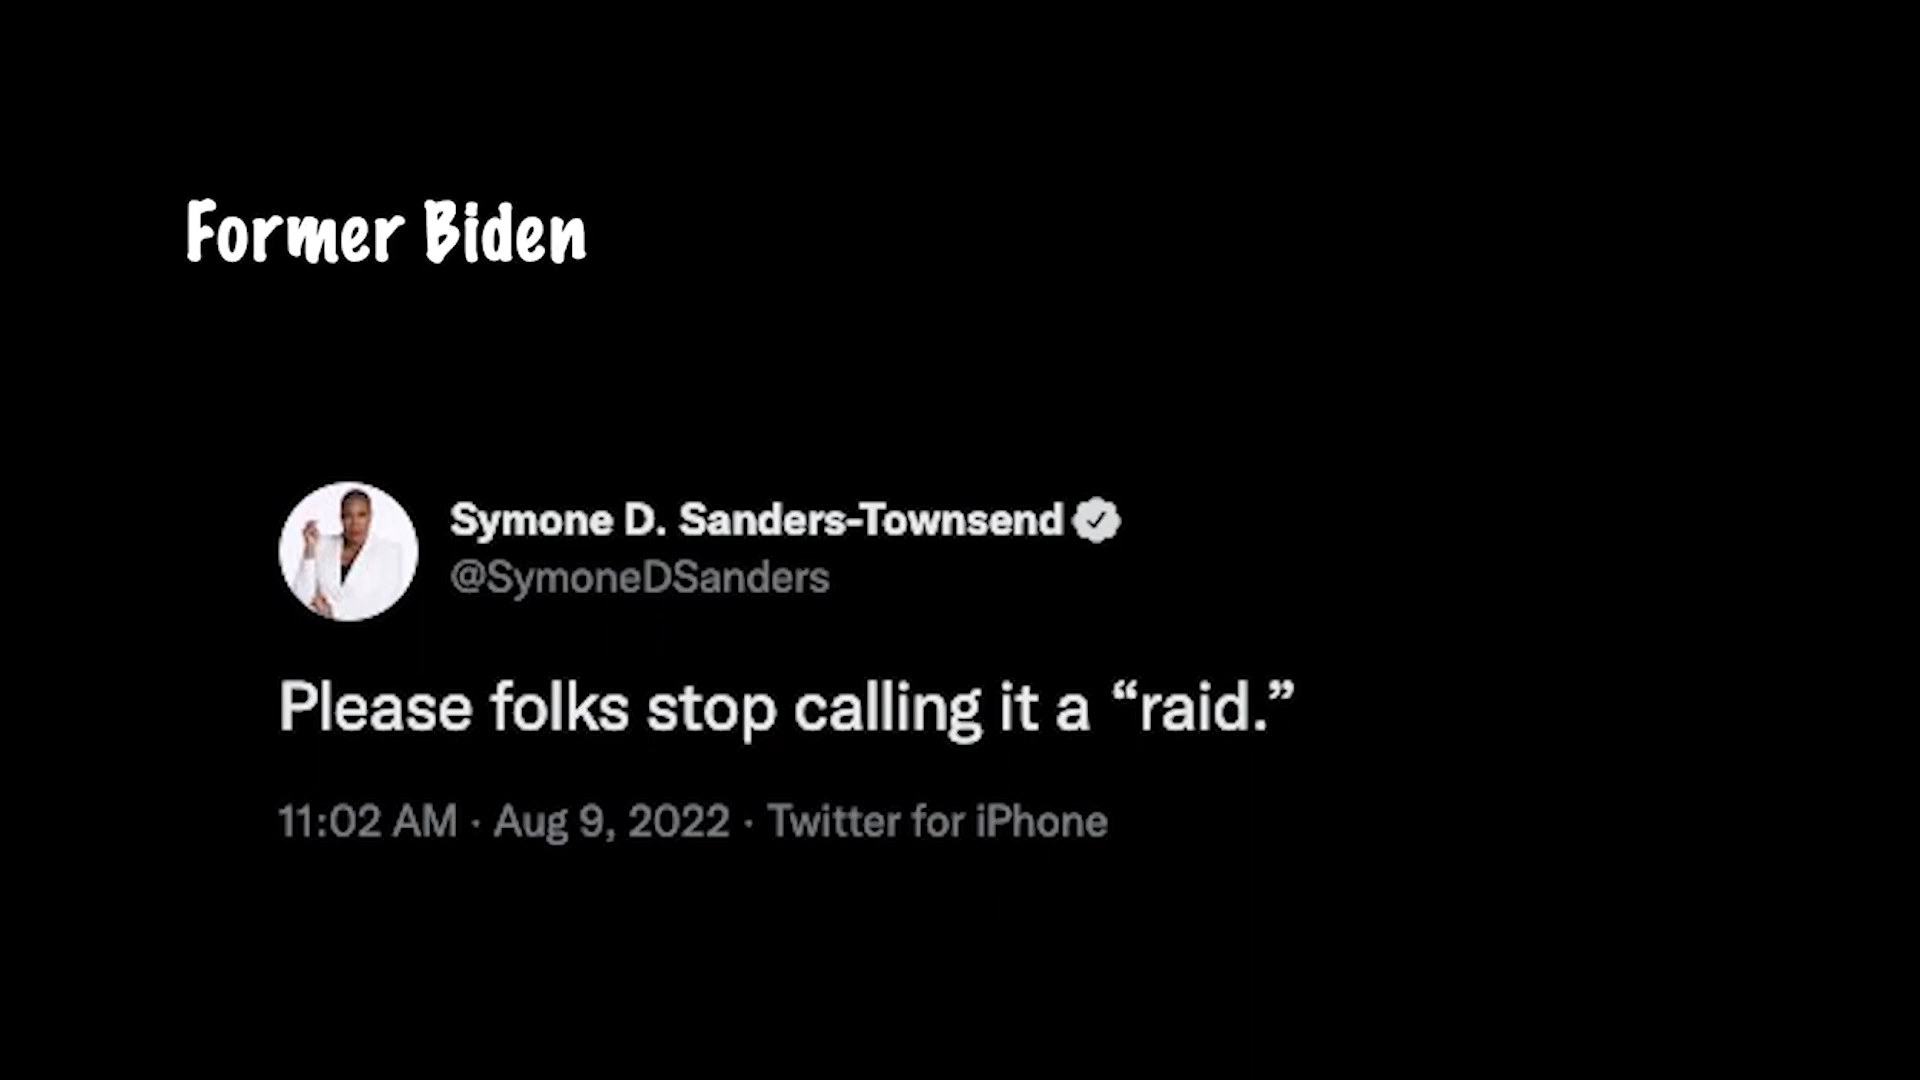 Former Biden
Symone D. Sanders-Townsend
@SymoneDSanders
Please folks stop calling it a “raid.”
11:02 AM · Aug 9, 2022 · Twitter for iPhone